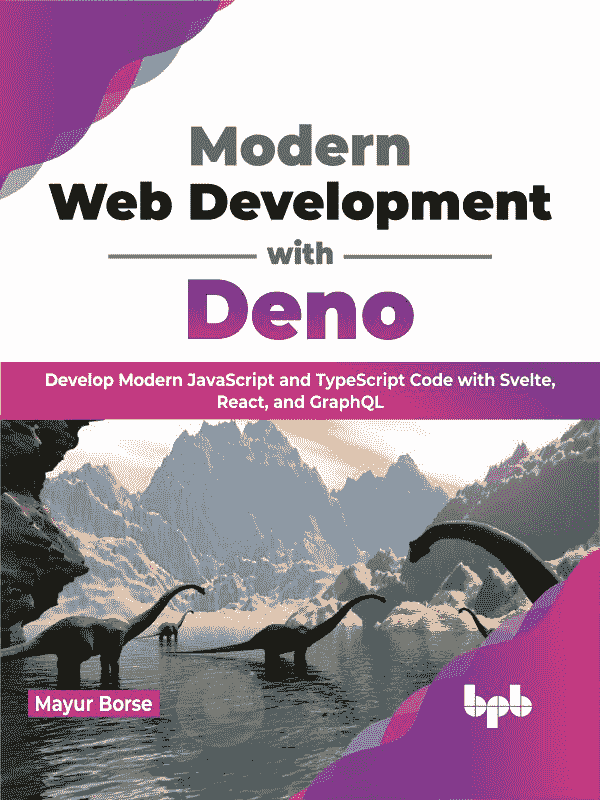 Modern
Web Development
with
Deno
Develop Modern JavaScript and TypeScript Code with Svelte,
React, and GraphQL
Mayur Borse
bpb